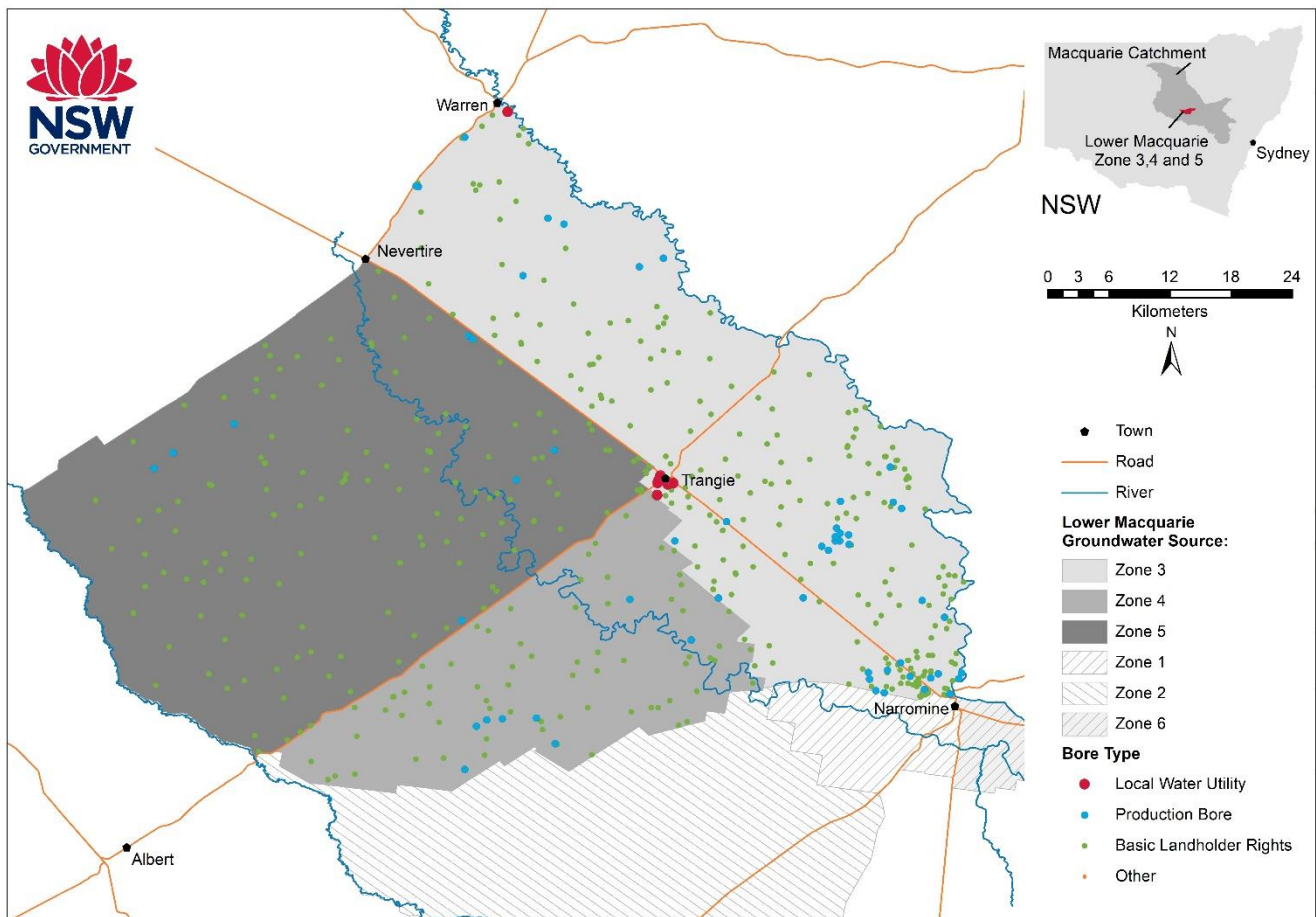 NSW
GOVERNMENT
Warren
Nevertire
Trangie
Narromine
Albert
Macquarie Catchment
Lower Macquarie
Zone 3,4 and 5
Sydney
NSW
0 3 6 12 18 24
Kilometers
N
Town
Road
River
Lower Macquarie
Groundwater Source:
Zone 3
Zone 4
Zone 5
Zone 1
Zone 2
Zone 6
Bore Type
Local Water Utility
Production Bore
Basic Landholder Rights
Other